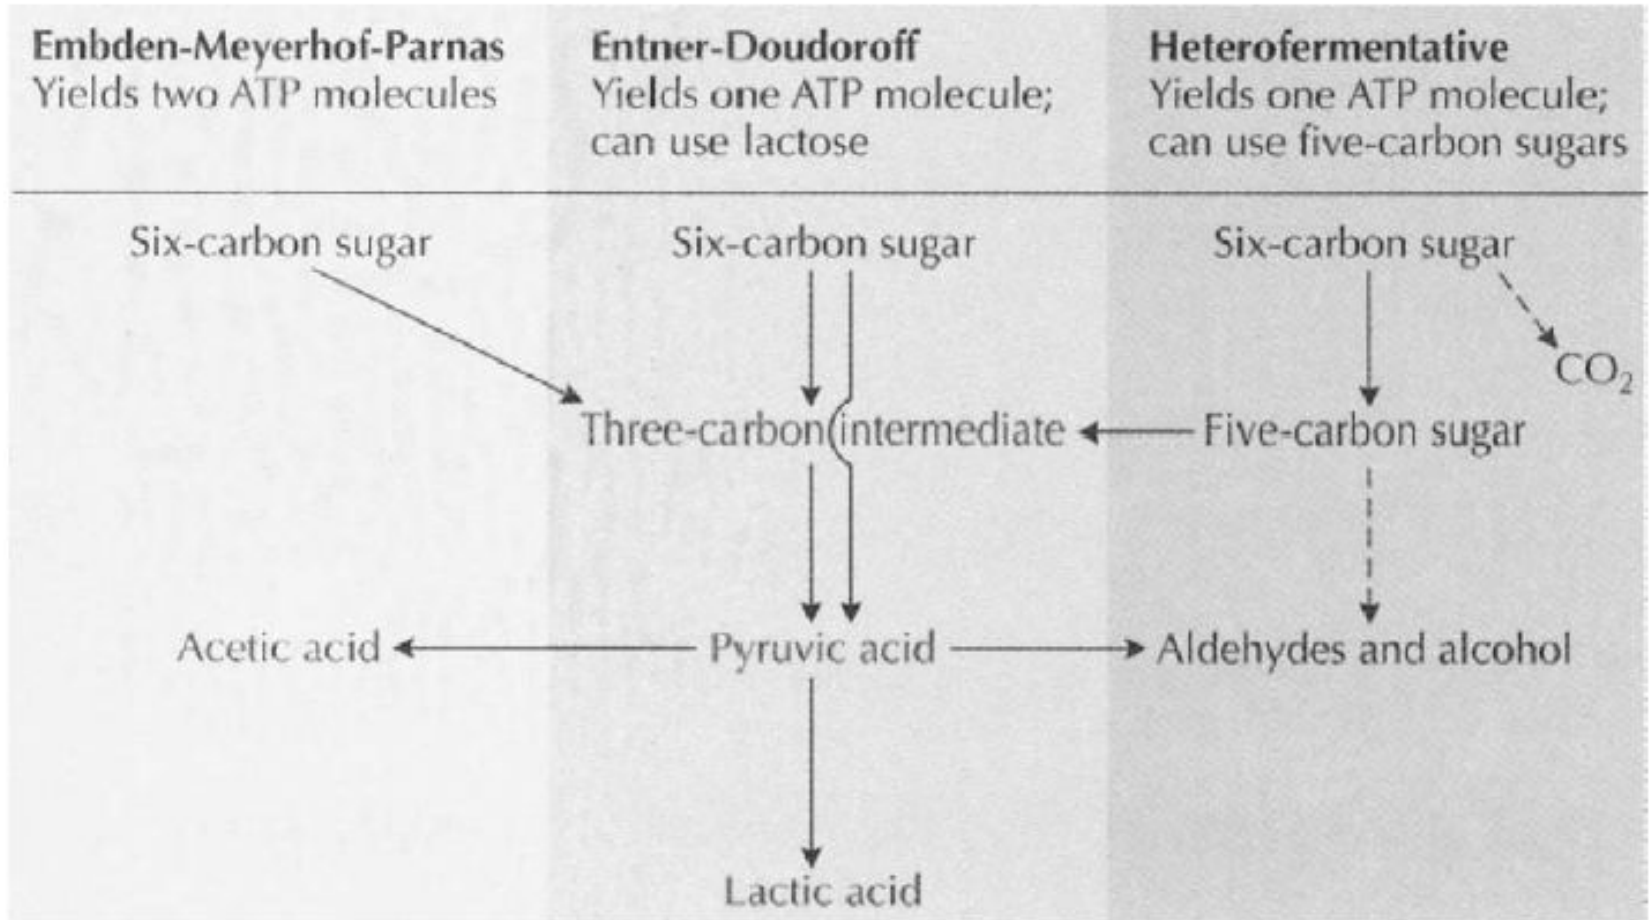 Embden-Meyerhof-Parnas
Yields two ATP molecules
Entner-Doudoroff
Yields one ATP molecule;
can use lactose
Heterofermentative
Yields one ATP molecule;
can use five-carbon sugars
Six-carbon sugar
Six-carbon sugar
Six-carbon sugar
CO₂
Three-carbon intermediate
Five-carbon sugar
Acetic acid
Pyruvic acid
Aldehydes and alcohol
Lactic acid